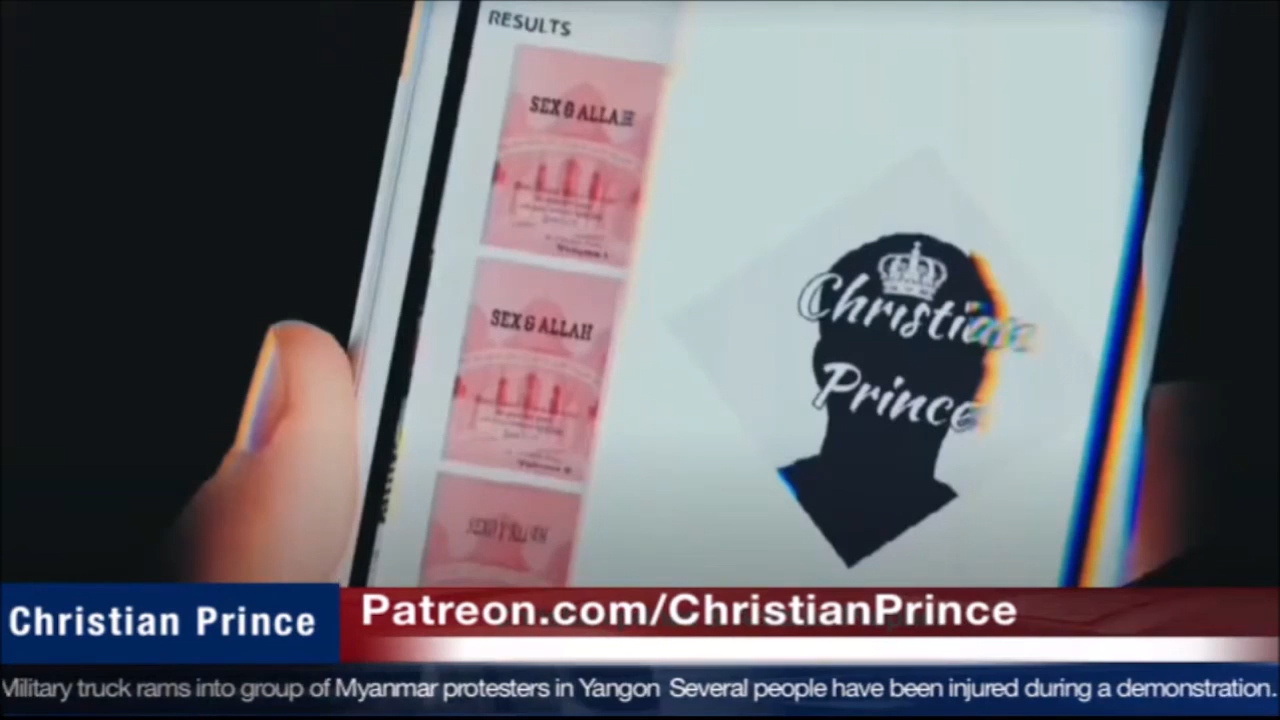 RESULTS
SEX & ALLAH
SEX & ALLAH
Christian
Prince
Christian Prince
Patreon.com/ChristianPrince
Military truck rams into group of Myanmar protesters in Yangon Several people have been injured during a demonstration.